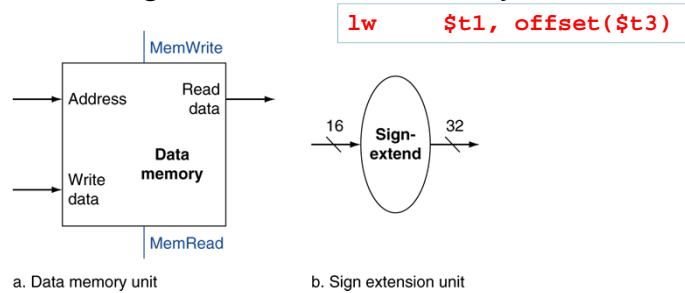 lw $t1, offset($t3)
MemWrite
Address
Read
data
Data
memory
Write
data
MemRead
16
Sign-
extend
32
a. Data memory unit
b. Sign extension unit